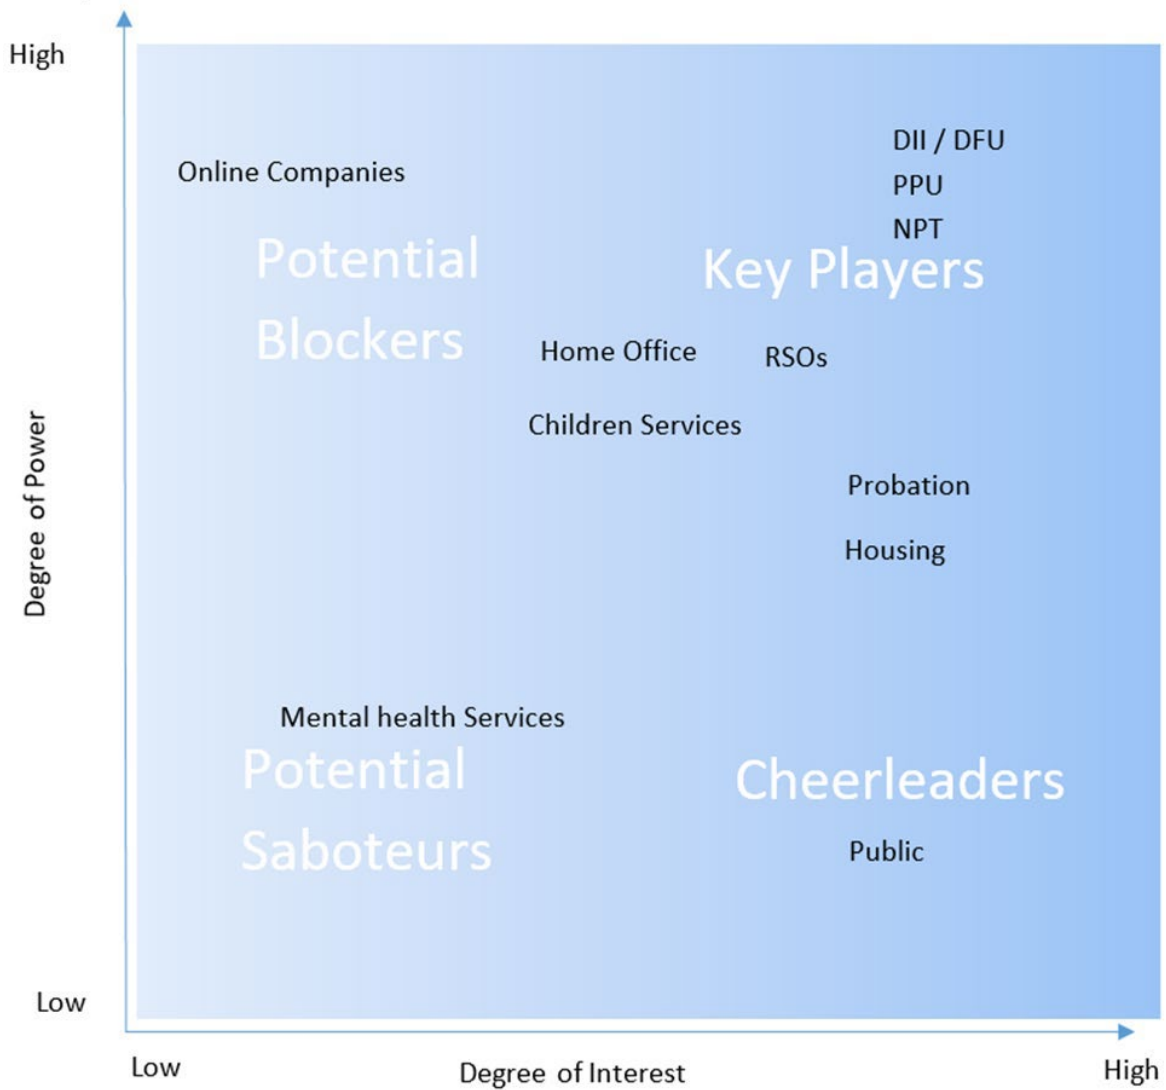 High
DII / DFU
Online Companies
PPU
NPT
Potential
Blockers
Key Players
Home Office
RSOs
Children Services
Degree of Power
Probation
Housing
Mental health Services
Potential
Saboteurs
Cheerleaders
Public
Low
Low
Degree of Interest
High